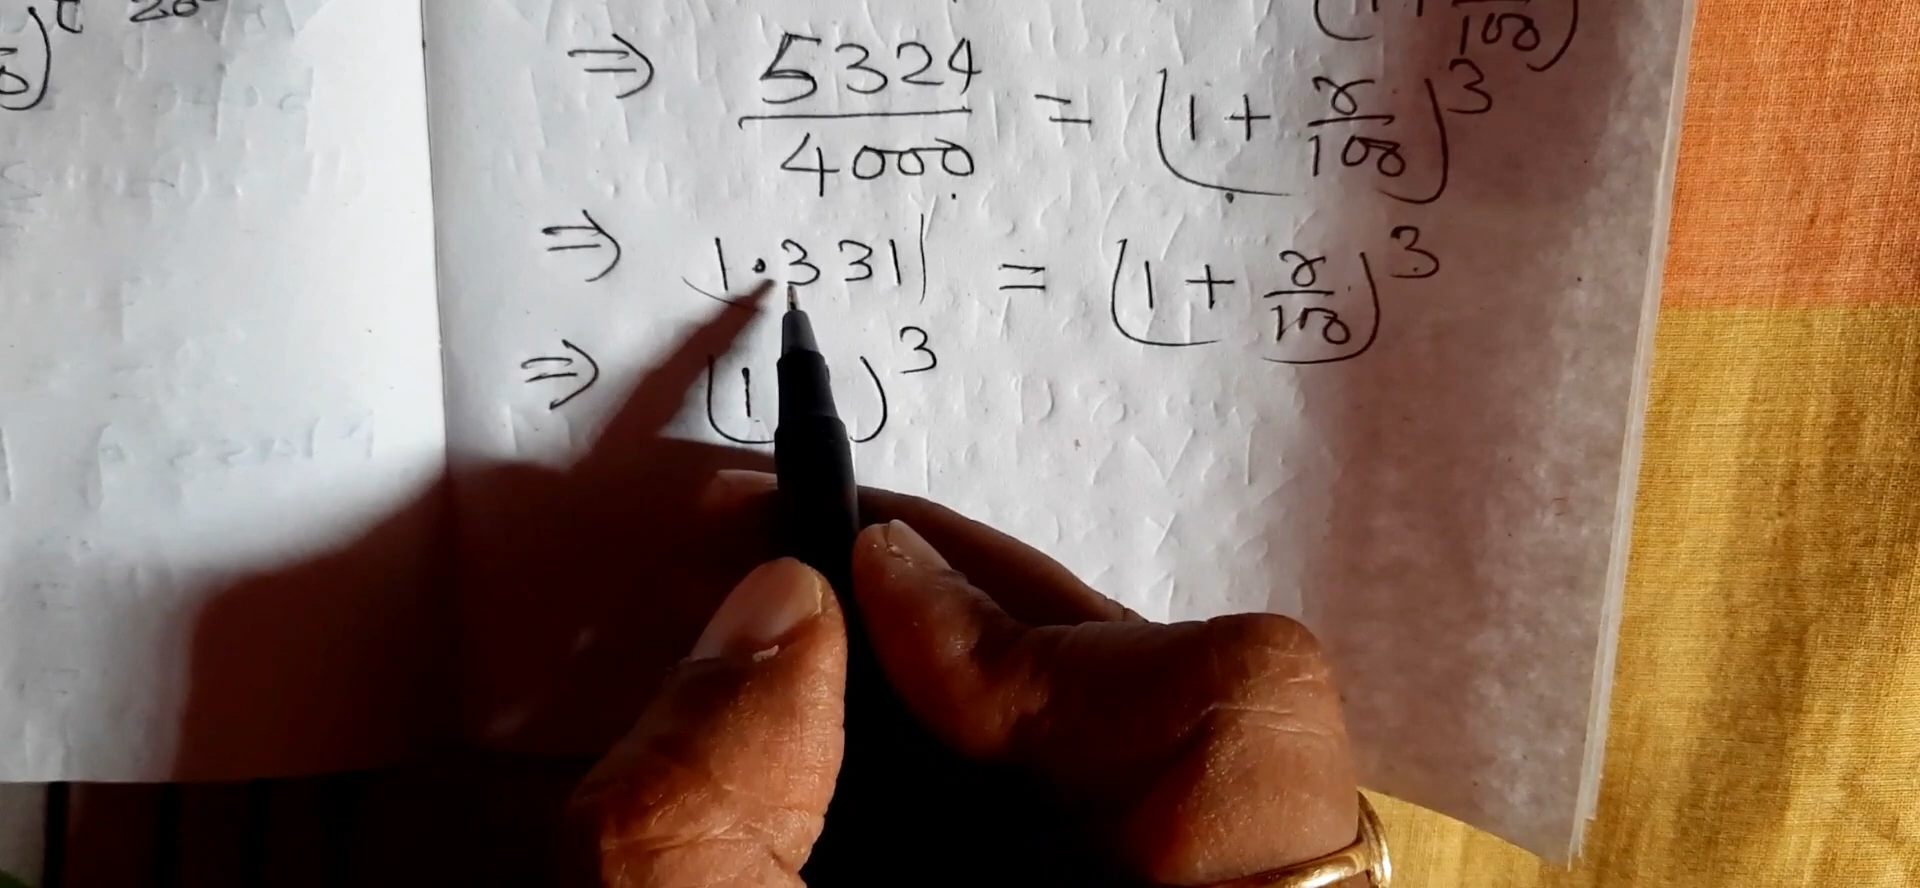 ⇒ 5324/4000 = (1 + r/100)^3
⇒ 1.331 = (1 + r/100)^3
⇒ (1 )^3